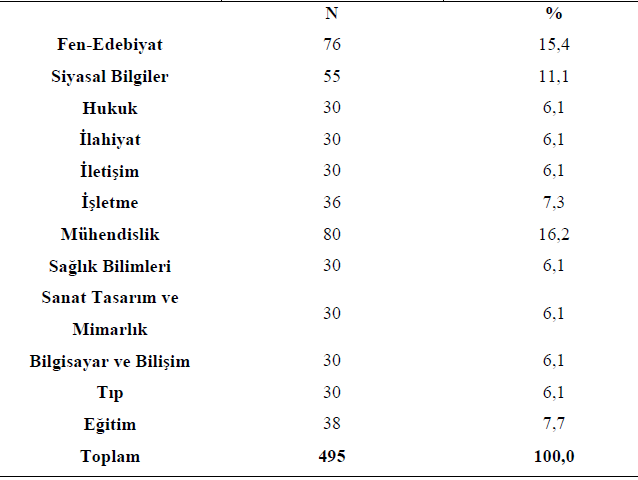 N %
Fen-Edebiyat 76 15,4
Siyasal Bilgiler 55 11,1
Hukuk 30 6,1
İlahiyat 30 6,1
İletişim 30 6,1
İşletme 36 7,3
Mühendislik 80 16,2
Sağlık Bilimleri 30 6,1
Sanat Tasarım ve
30 6,1
Mimarlık
Bilgisayar ve Bilişim 30 6,1
Tıp 30 6,1
Eğitim 38 7,7
Toplam 495 100,0